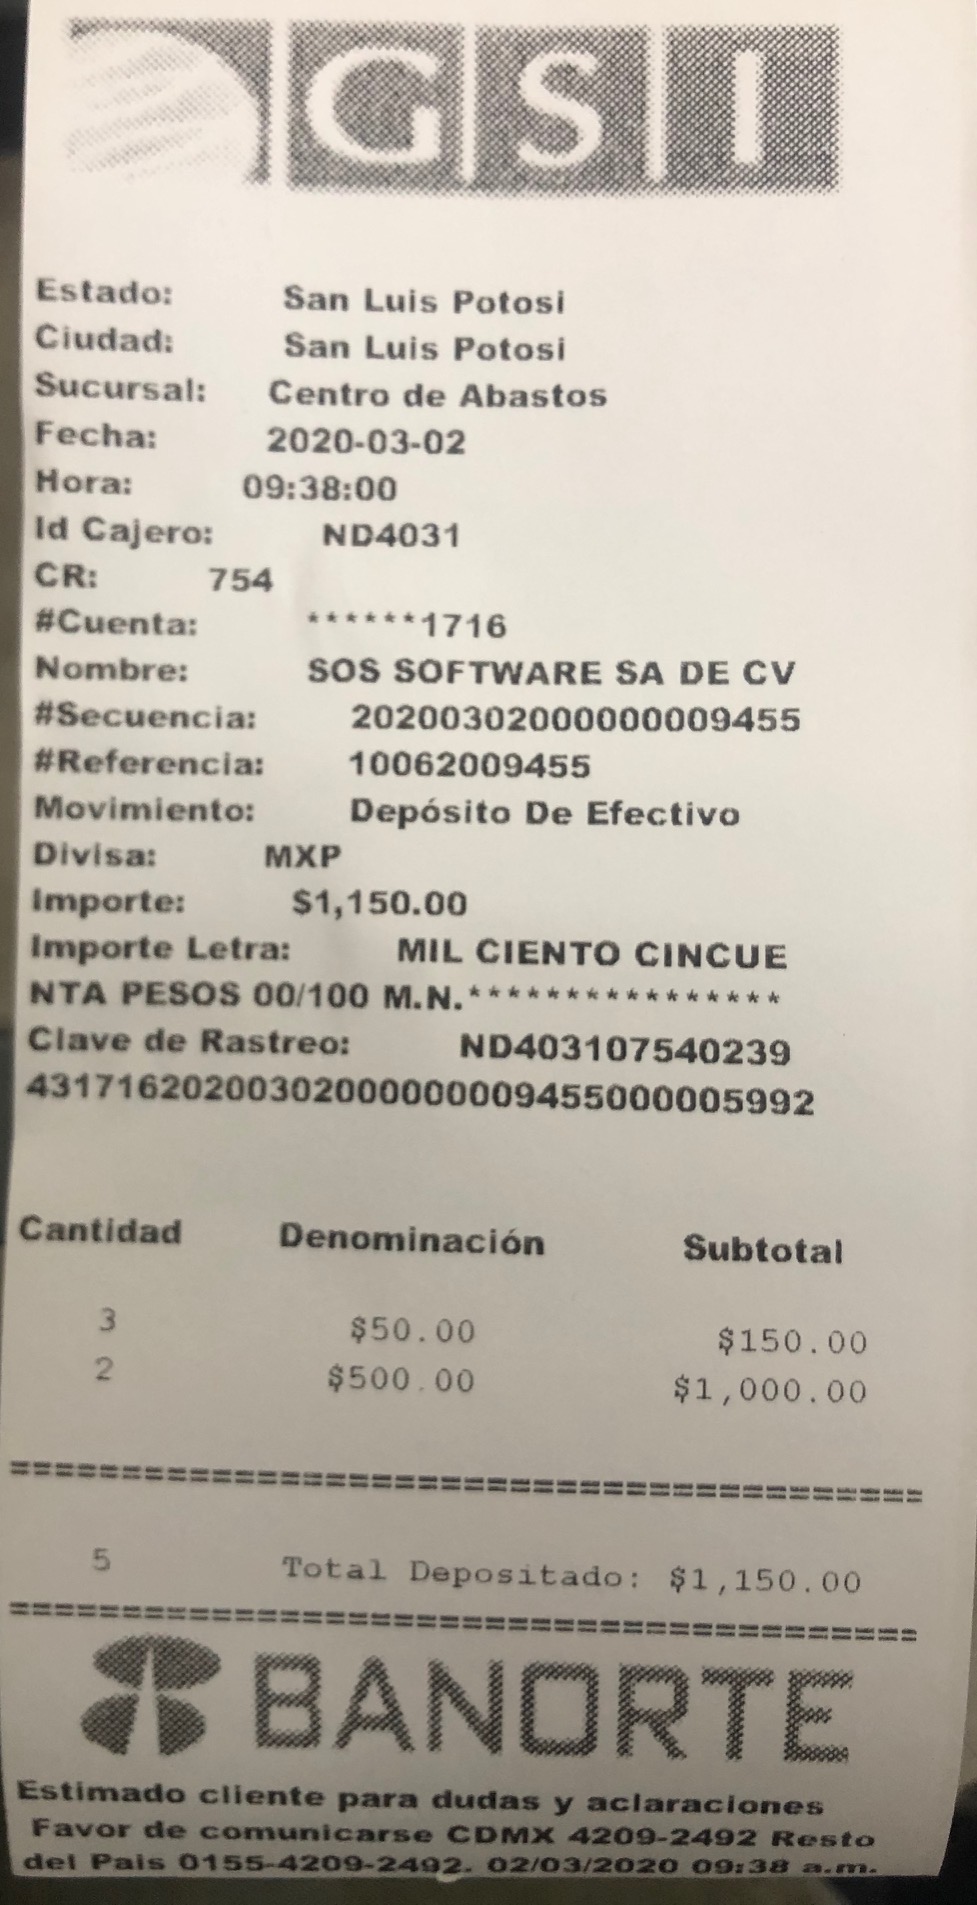 GSI
Estado: San Luis Potosi
Ciudad: San Luis Potosi
Sucursal: Centro de Abastos
Fecha: 2020-03-02
Hora: 09:38:00
Id Cajero: ND4031
CR: 754
#Cuenta: ******1716
Nombre: SOS SOFTWARE SA DE CV
#Secuencia: 20200302000000009455
#Referencia: 10062009455
Movimiento: Depósito De Efectivo
Divisa: MXP
Importe: $1,150.00
Importe Letra: MIL CIENTO CINCUE
NTA PESOS 00/100 M.N.****************
Clave de Rastreo: ND403107540239
431716202003020000000009455000005992
Cantidad Denominación Subtotal
3 $50.00 $150.00
2 $500.00 $1,000.00
==========================================
5 Total Depositado: $1,150.00
==========================================
BANORTE
Estimado cliente para dudas y aclaraciones
Favor de comunicarse CDMX 4209-2492 Resto
del Pais 0155-4209-2492. 02/03/2020 09:38 a.m.